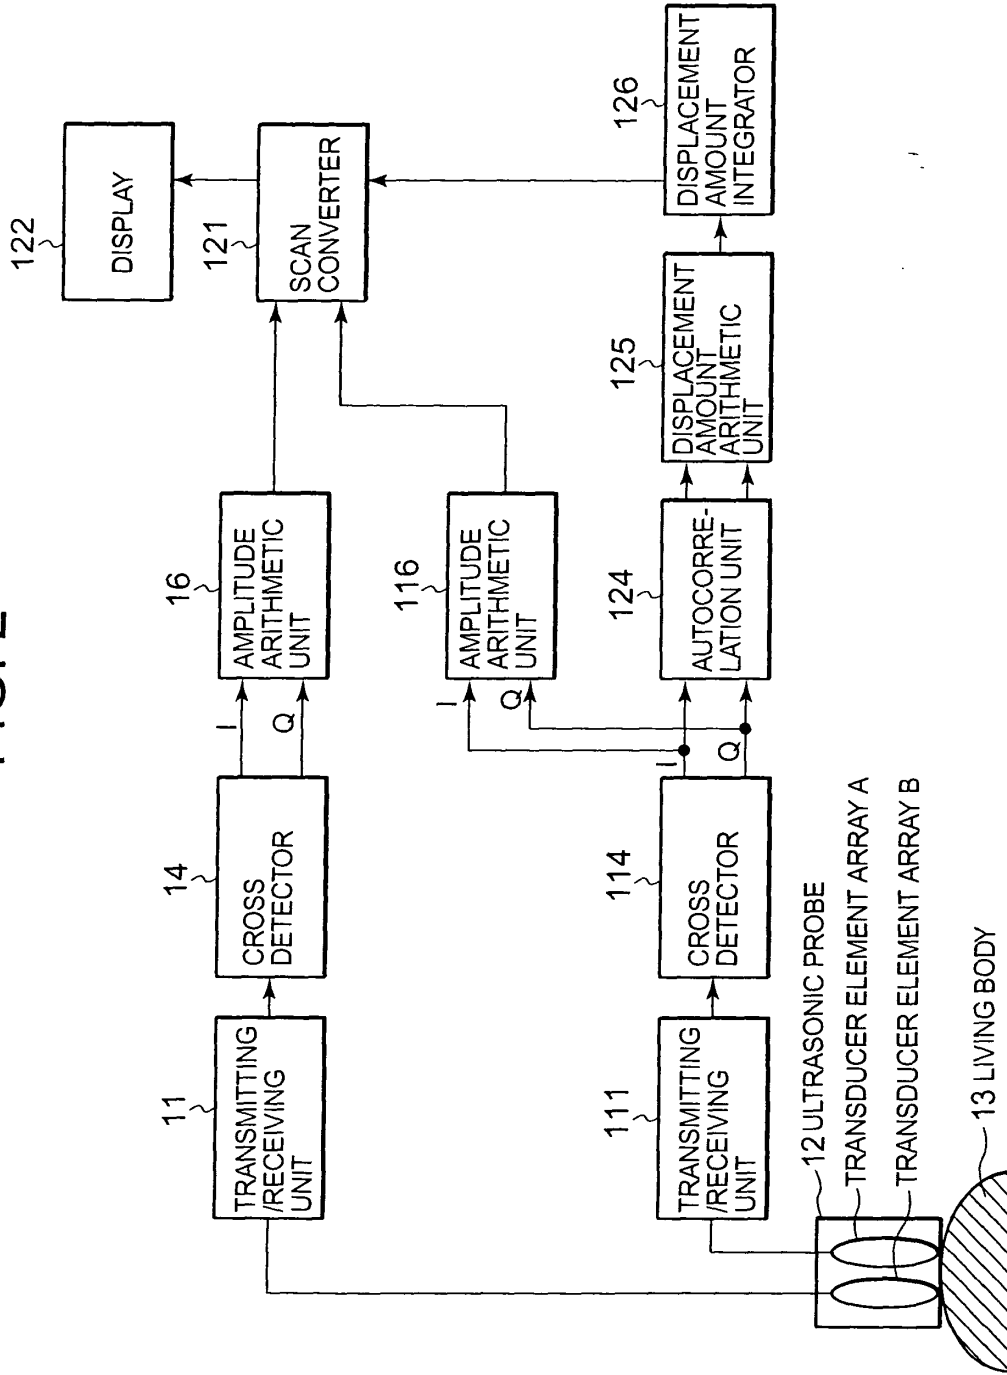 122
DISPLAY
121
SCAN
CONVERTER
126
DISPLACEMENT
AMOUNT
INTEGRATOR
16
AMPLITUDE
ARITHMETIC
UNIT
116
AMPLITUDE
ARITHMETIC
UNIT
125
DISPLACEMENT
AMOUNT
ARITHMETIC
UNIT
124
AUTOCORRE-
LATION UNIT
I
Q
I
Q
I
Q
14
CROSS
DETECTOR
114
CROSS
DETECTOR
11
TRANSMITTING
/RECEIVING
UNIT
111
TRANSMITTING
/RECEIVING
UNIT
12 ULTRASONIC PROBE
TRANSDUCER ELEMENT ARRAY A
TRANSDUCER ELEMENT ARRAY B
13 LIVING BODY